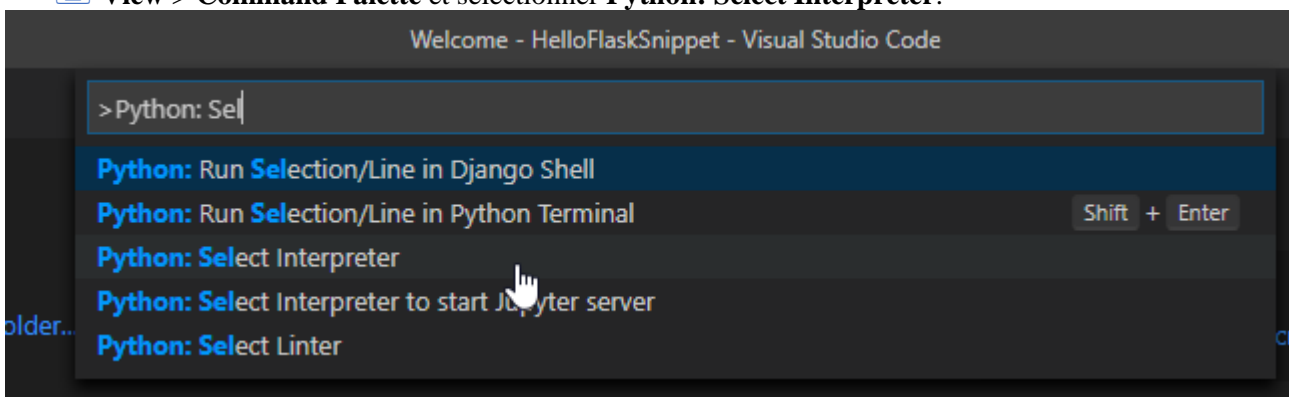 View > Command Palette et sélectionner Python: Select Interpreter.
Welcome - HelloFlaskSnippet - Visual Studio Code
>Python: Sel
Python: Run Selection/Line in Django Shell
Python: Run Selection/Line in Python Terminal Shift + Enter
Python: Select Interpreter
Python: Select Interpreter to start Jupyter server
older...
Python: Select Linter